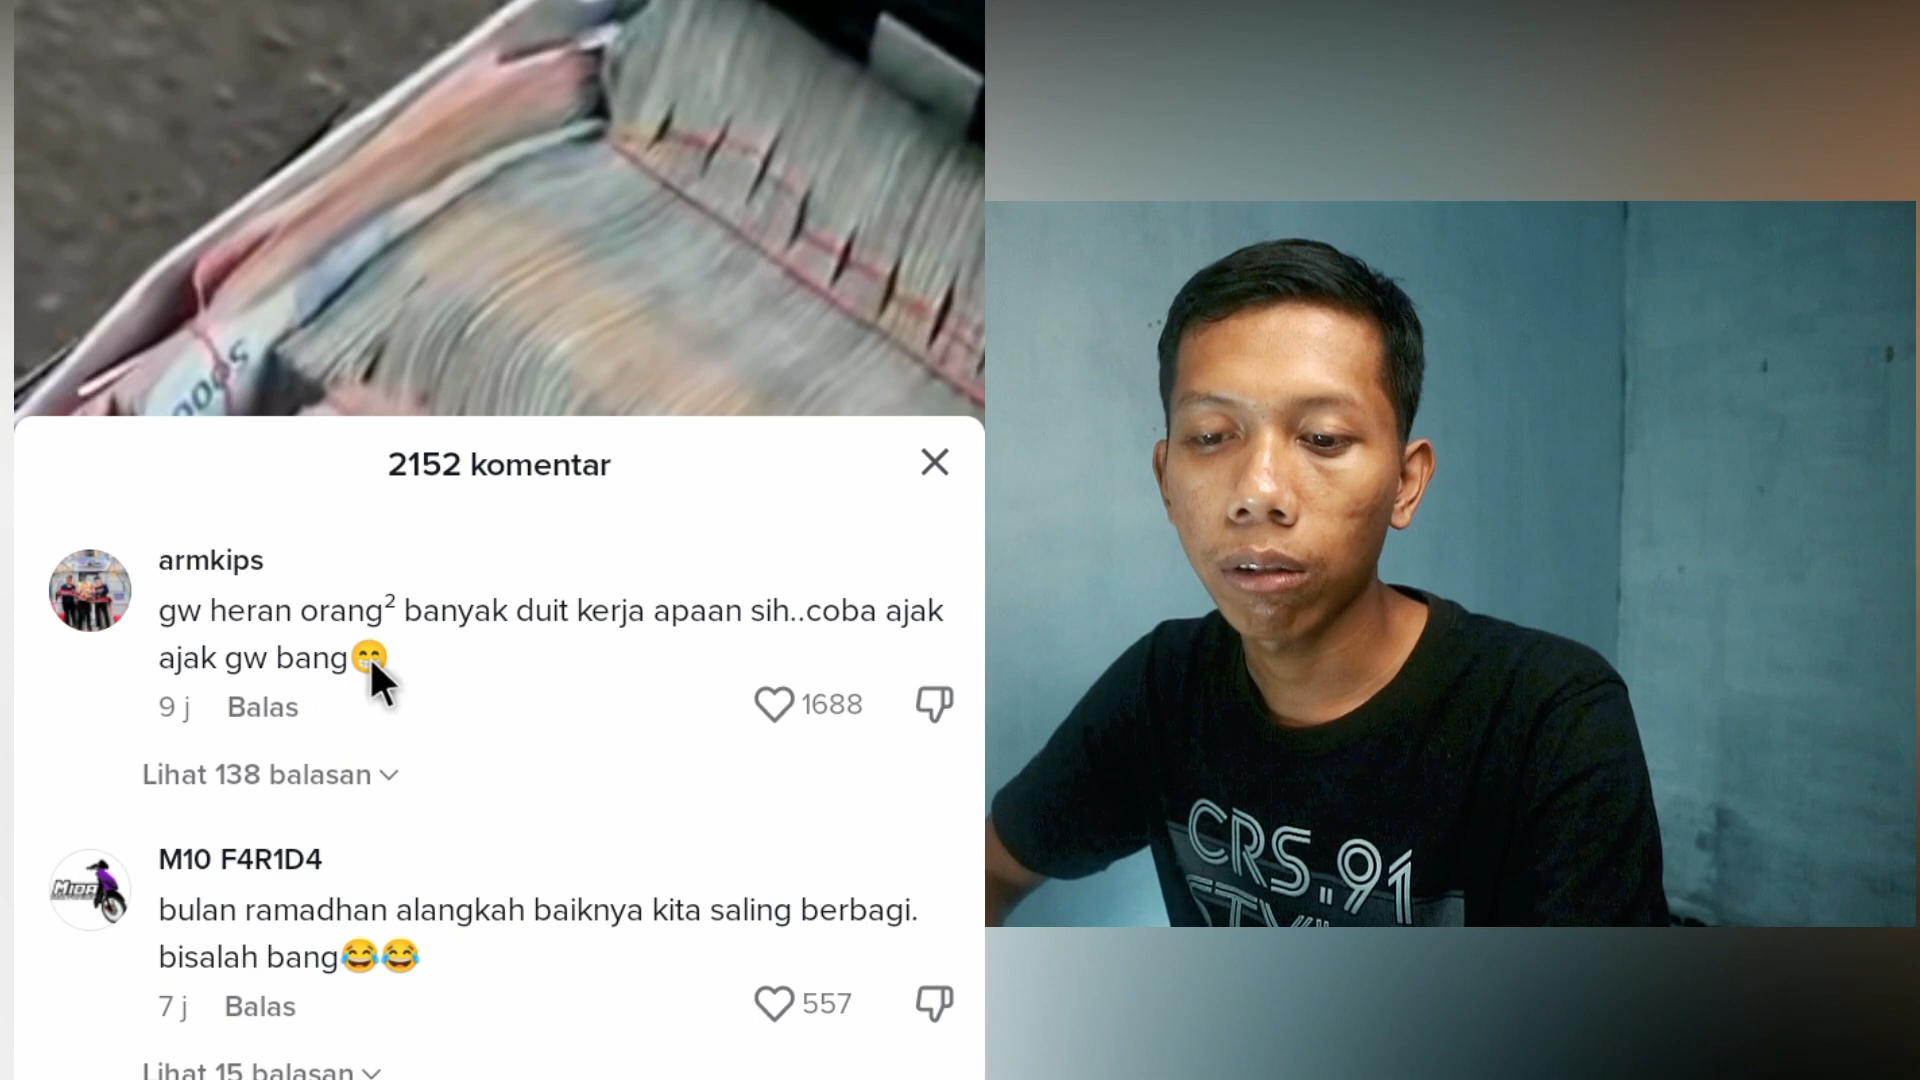 5000
2152 komentar
armkips
gw heran orang² banyak duit kerja apaan sih..coba ajak
ajak gw bang😁
9 j Balas 1688
Lihat 138 balasan
M10 F4R1D4
bulan ramadhan alangkah baiknya kita saling berbagi.
bisalah bang😂😂
7 j Balas 557
Lihat 15 balasan
CRS.91